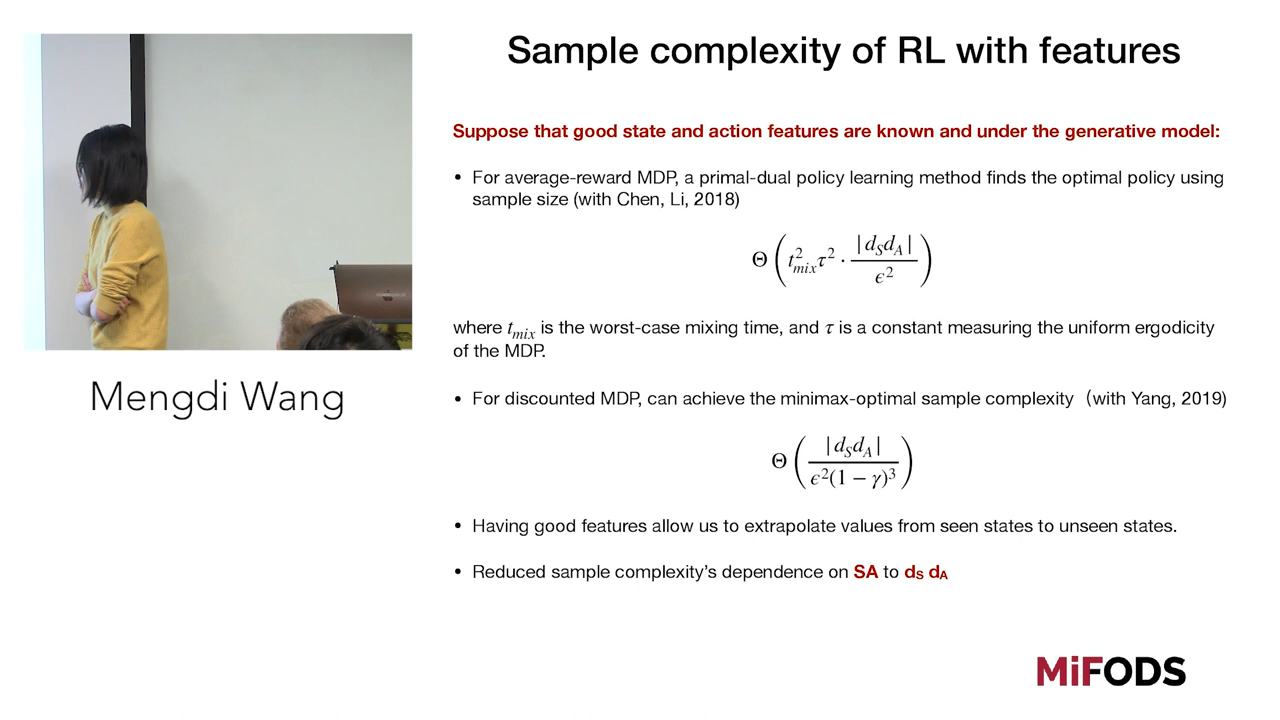 Sample complexity of RL with features
Suppose that good state and action features are known and under the generative model:
• For average-reward MDP, a primal-dual policy learning method finds the optimal policy using
sample size (with Chen, Li, 2018)
Θ ( t²_mix τ² · |d_S d_A| / ϵ² )
where t_mix is the worst-case mixing time, and τ is a constant measuring the uniform ergodicity
of the MDP.
• For discounted MDP, can achieve the minimax-optimal sample complexity (with Yang, 2019)
Θ ( |d_S d_A| / ϵ²(1 − γ)³ )
• Having good features allow us to extrapolate values from seen states to unseen states.
• Reduced sample complexity's dependence on SA to d_S d_A
Mengdi Wang
MiFODS